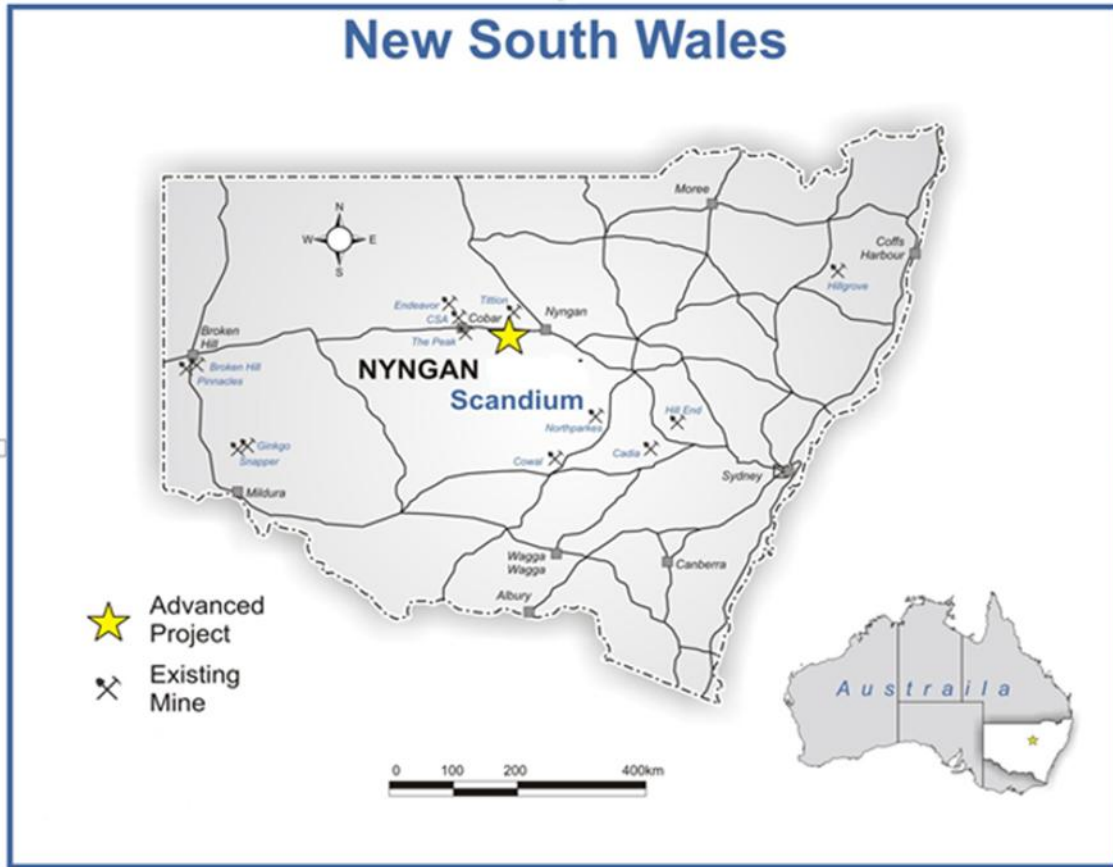 New South Wales
N
W
E
S
Moree
Coffs
Harbour
Hillgrove
Endeavor
Tittion
CSA
Cobar
Nyngan
The Peak
Broken
Hill
Broken Hill
Pinnacles
NYGAN
Scandium
Hill End
Northparkes
Ginkgo
Snapper
Cowal
Cadia
Sydney
Mildura
Wagga
Wagga
Canberra
Albury
Advanced
Project
Existing
Mine
Austraila
0 100 200 400km